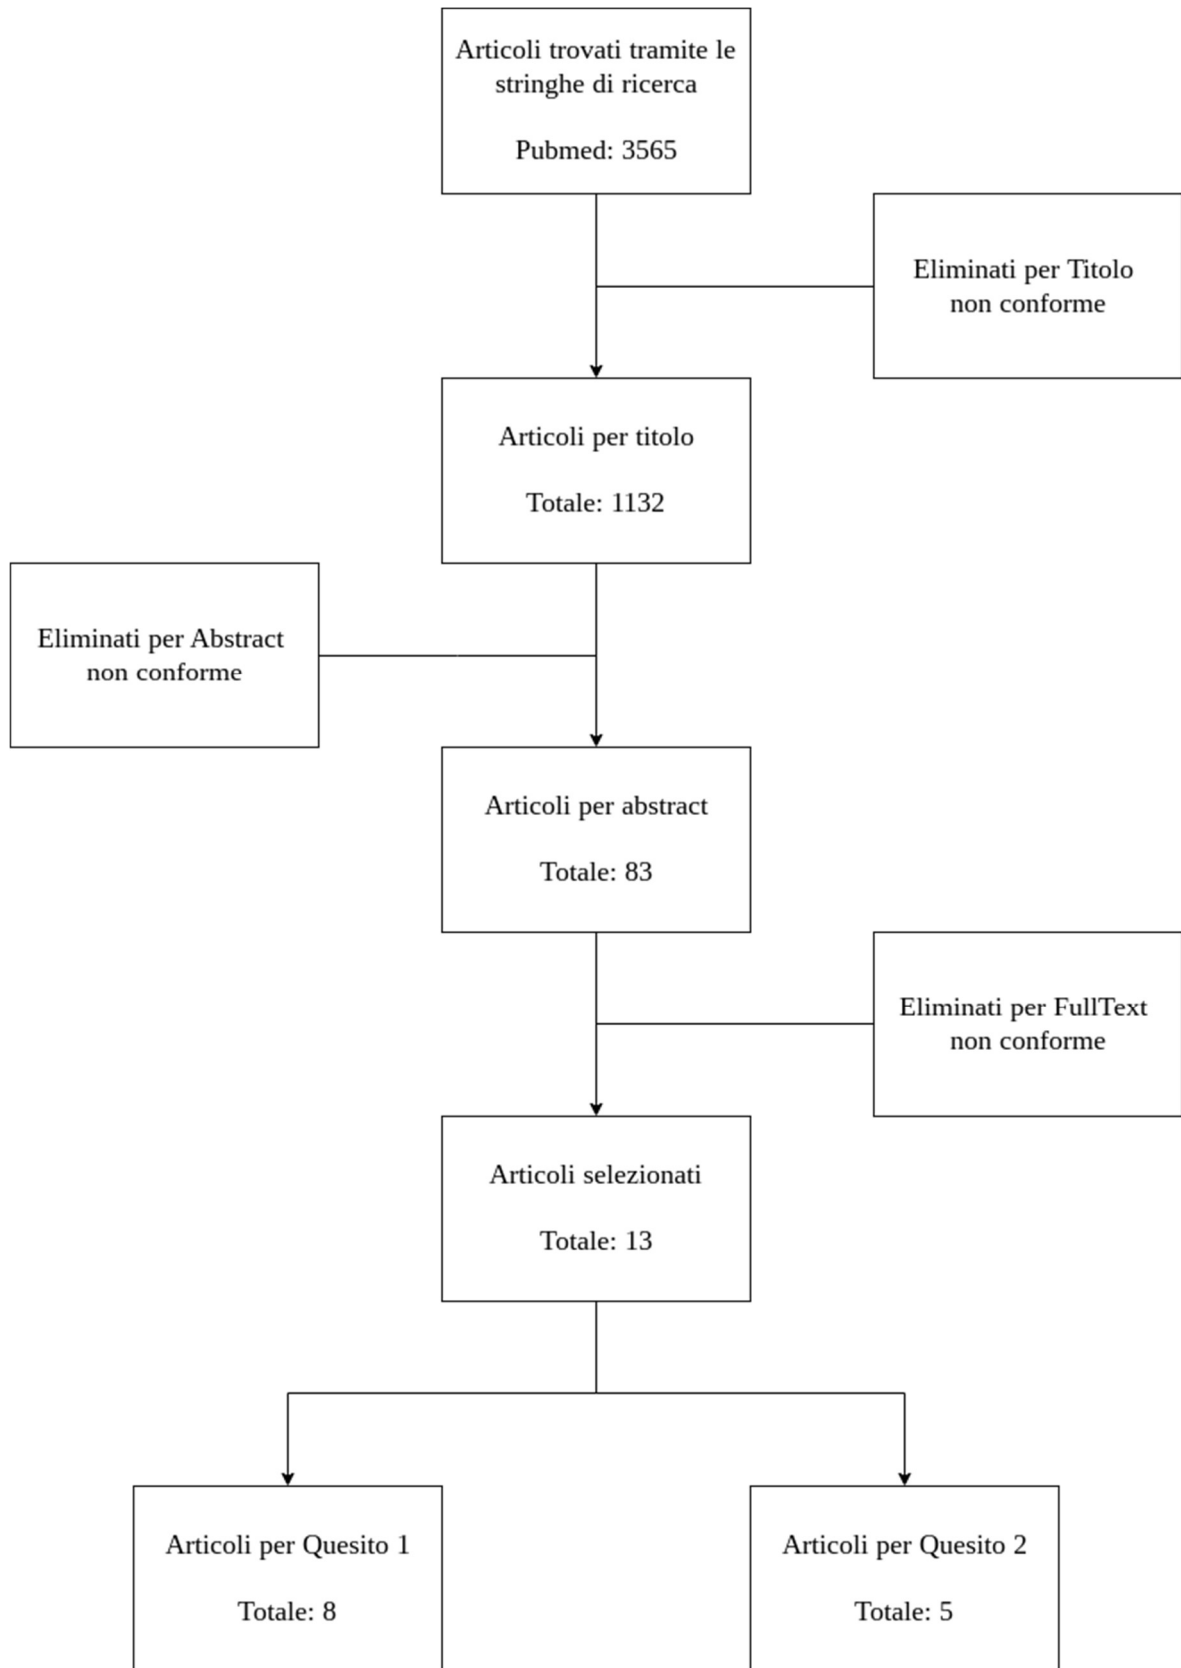 Articoli trovati tramite le
stringhe di ricerca
Pubmed: 3565
Eliminati per Titolo
non conforme
Articoli per titolo
Totale: 1132
Eliminati per Abstract
non conforme
Articoli per abstract
Totale: 83
Eliminati per FullText
non conforme
Articoli selezionati
Totale: 13
Articoli per Quesito 1
Totale: 8
Articoli per Quesito 2
Totale: 5